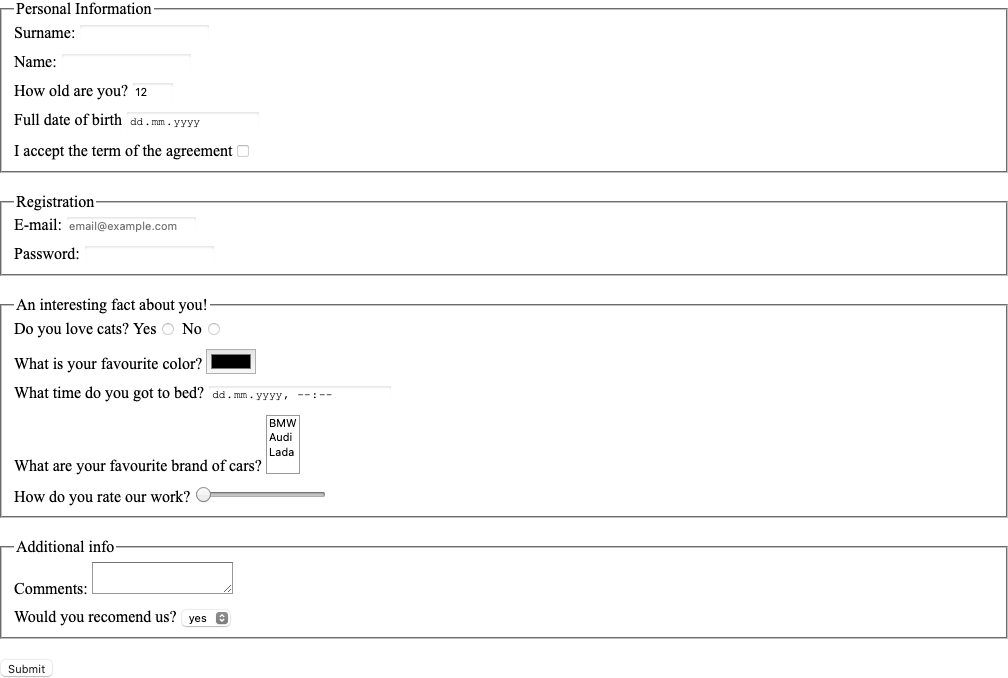 Personal Information
Surname:
Name:
How old are you? 12
Full date of birth dd.mm.yyyy
I accept the term of the agreement
Registration
E-mail: email@example.com
Password:
An interesting fact about you!
Do you love cats? Yes No
What is your favourite color?
What time do you got to bed? dd.mm.yyyy, --:--
BMW
Audi
Lada
What are your favourite brand of cars?
How do you rate our work?
Additional info
Comments:
Would you recomend us? yes
Submit